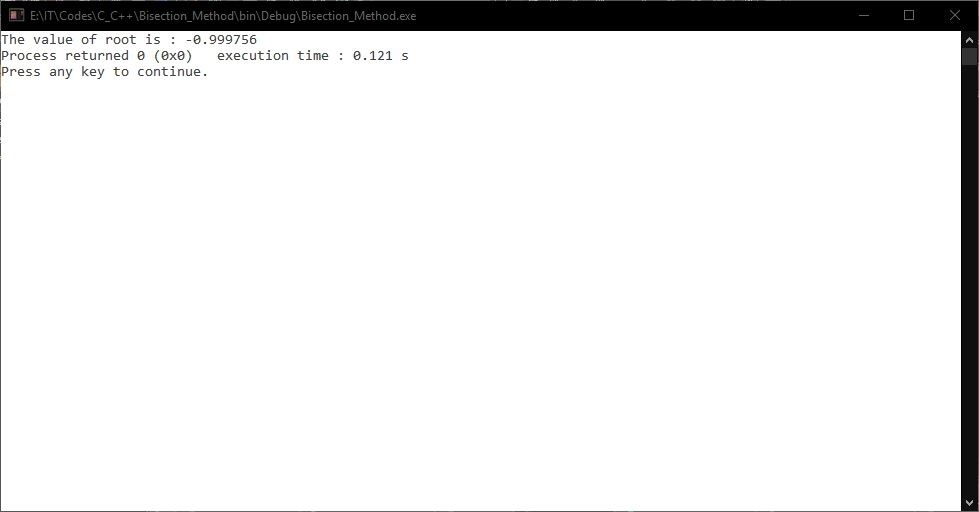 E:\IT\Codes\C_C++\Bisection_Method\bin\Debug\Bisection_Method.exe
The value of root is : -0.999756
Process returned 0 (0x0)   execution time : 0.121 s
Press any key to continue.